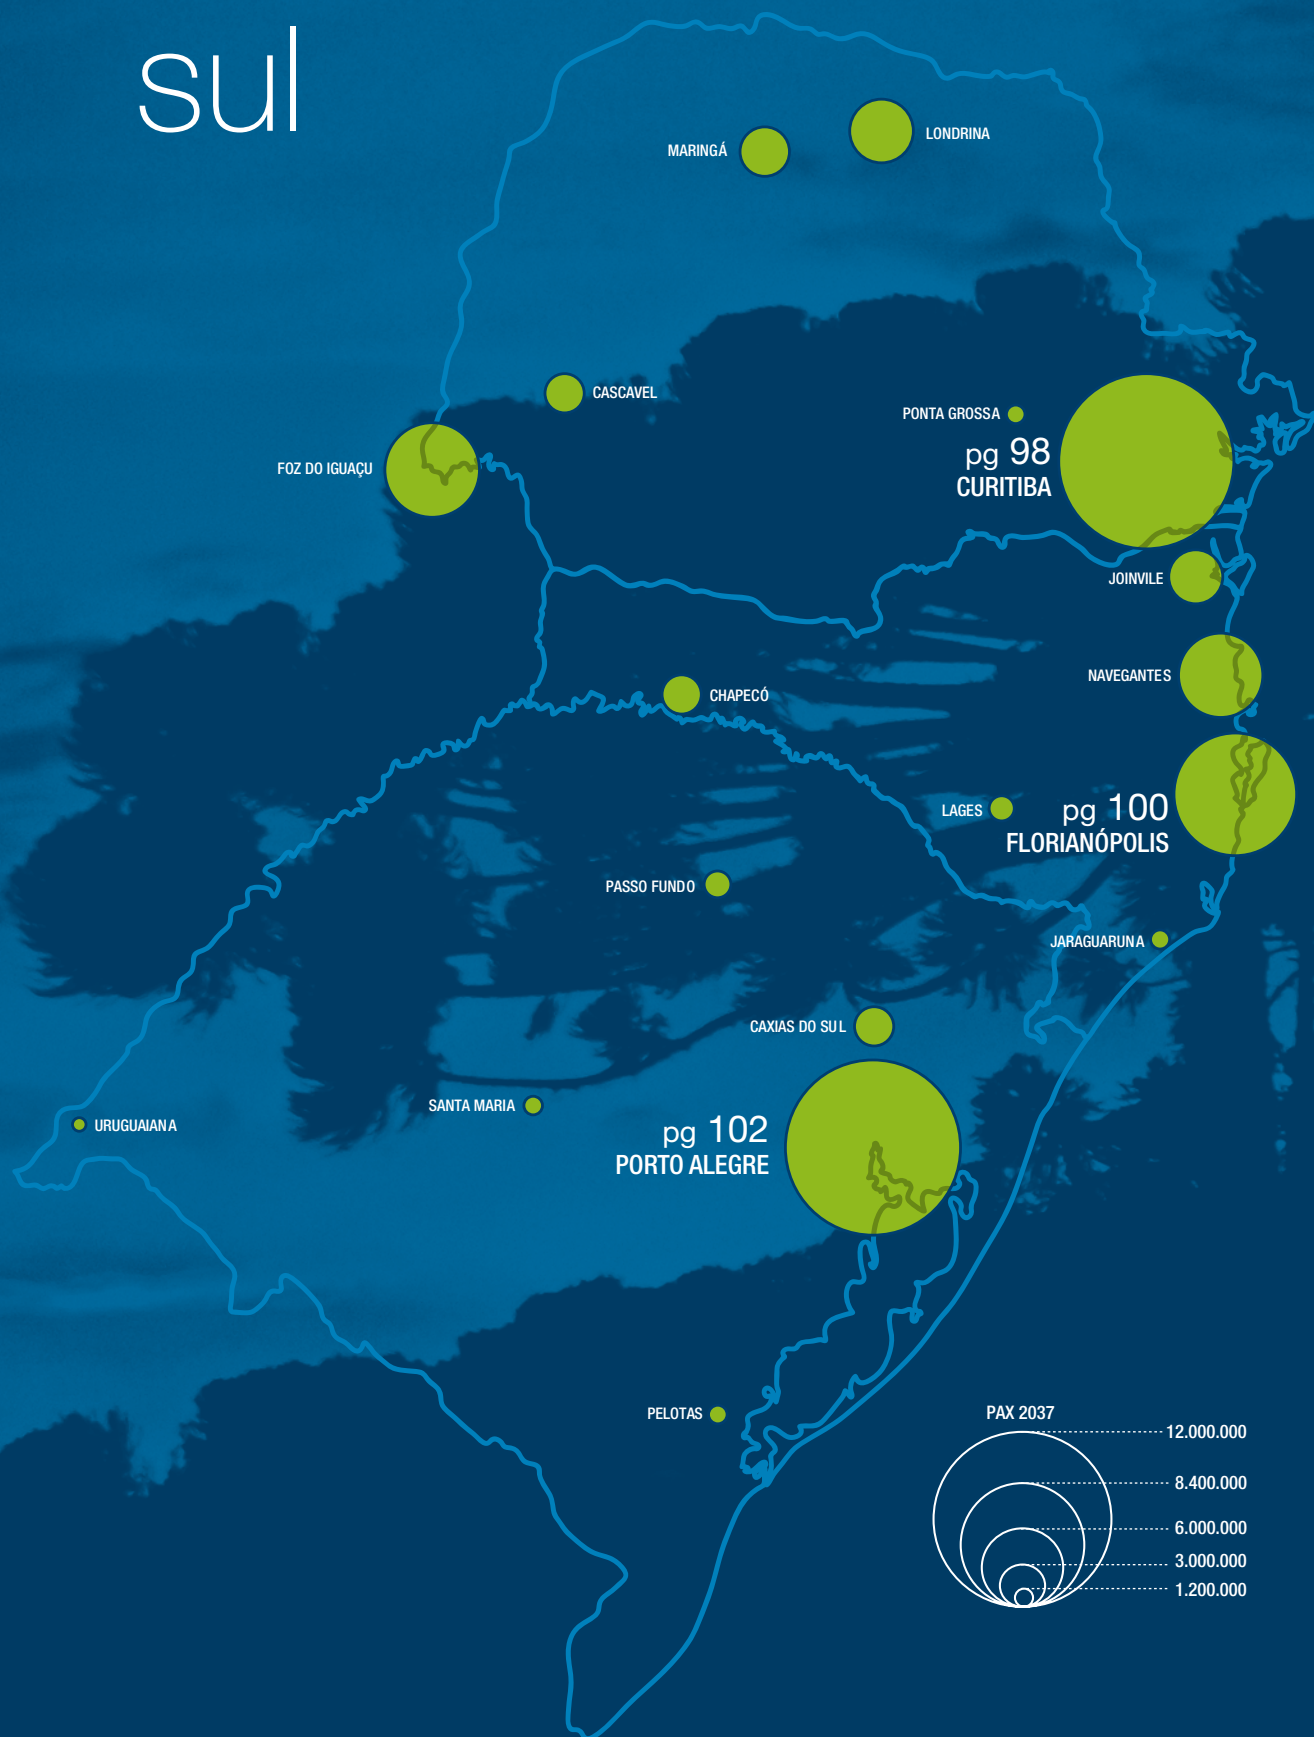 sul
MARINGÁ
LONDRINA
CASCAVEL
PONTA GROSSA
pg 98
CURITIBA
FOZ DO IGUAÇU
JOINVILE
NAVEGANTES
CHAPECÓ
LAGES
pg 100
FLORIANÓPOLIS
PASSO FUNDO
JARAGUARUNA
CAXIAS DO SUL
SANTA MARIA
URUGUAIANA
pg 102
PORTO ALEGRE
PELOTAS
PAX 2037
12.000.000
8.400.000
6.000.000
3.000.000
1.200.000